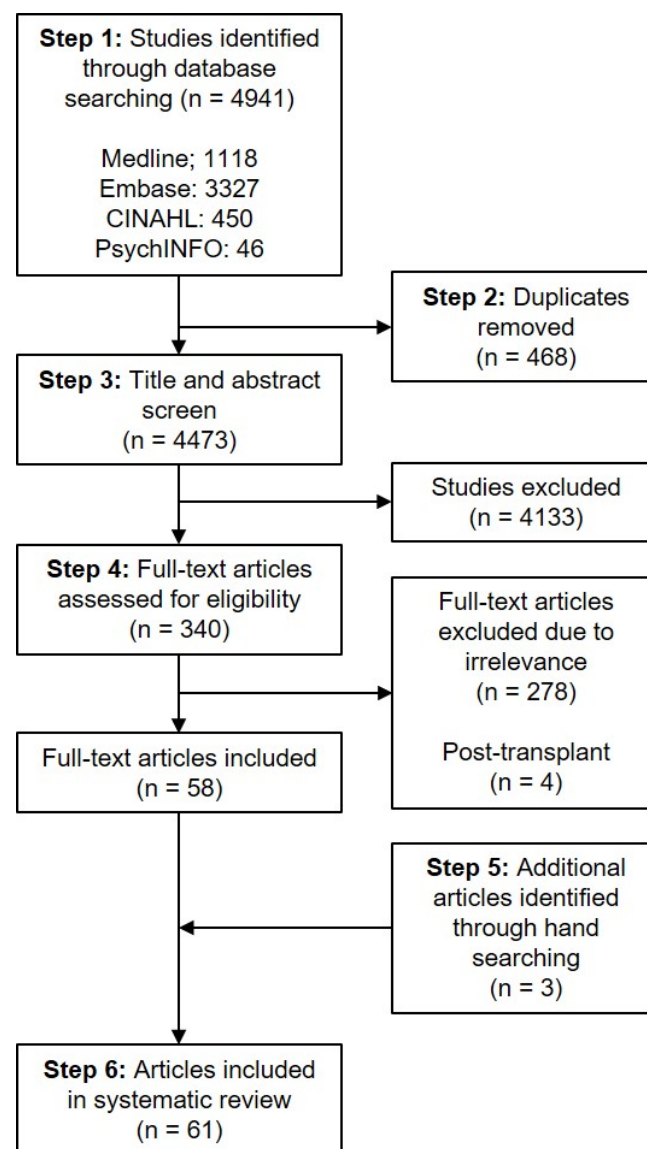 Step 1: Studies identified
through database
searching (n = 4941)
Medline; 1118
Embase: 3327
CINAHL: 450
PsychINFO: 46
Step 2: Duplicates
removed
(n = 468)
Step 3: Title and abstract
screen
(n = 4473)
Studies excluded
(n = 4133)
Step 4: Full-text articles
assessed for eligibility
(n = 340)
Full-text articles
excluded due to
irrelevance
(n = 278)
Post-transplant
(n = 4)
Full-text articles included
(n = 58)
Step 5: Additional
articles identified
through hand
searching
(n = 3)
Step 6: Articles included
in systematic review
(n = 61)